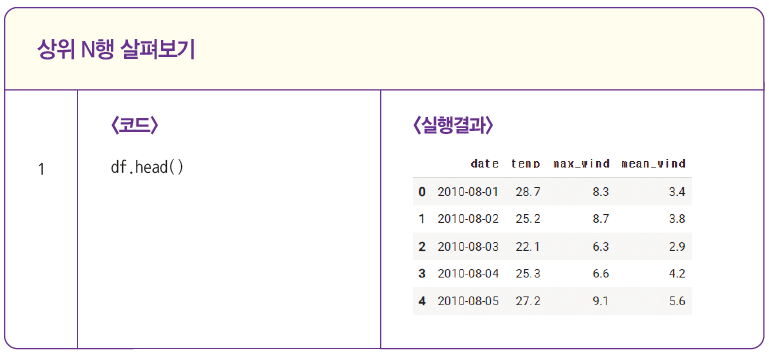 상위 N행 살펴보기
〈코드〉
〈실행결과〉
1
df.head()
date temp max_wind mean_wind
0 2010-08-01 28.7 8.3 3.4
1 2010-08-02 25.2 8.7 3.8
2 2010-08-03 22.1 6.3 2.9
3 2010-08-04 25.3 6.6 4.2
4 2010-08-05 27.2 9.1 5.6